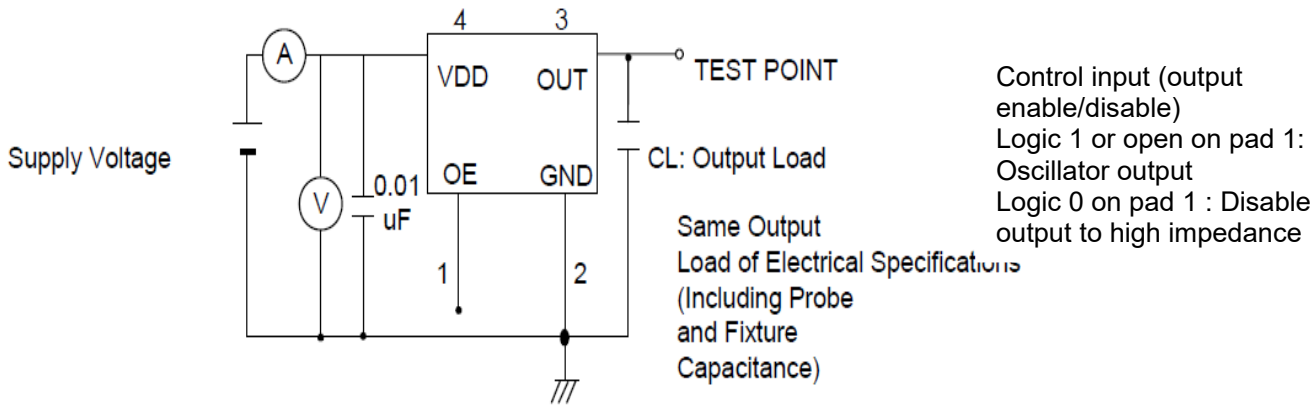 4
3
A
VDD
OUT
TEST POINT
Supply Voltage
V
0.01
uF
OE
GND
CL: Output Load
1
2
Same Output
Load of Electrical Specifications
(Including Probe
and Fixture
Capacitance)
Control input (output
enable/disable)
Logic 1 or open on pad 1:
Oscillator output
Logic 0 on pad 1 : Disable
output to high impedance